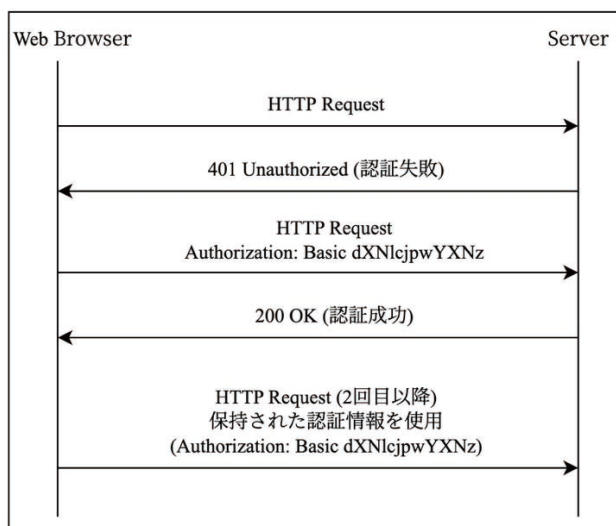 Web Browser
Server
HTTP Request
401 Unauthorized (認証失敗)
HTTP Request
Authorization: Basic dXNlcjpwYXNz
200 OK (認証成功)
HTTP Request (2回目以降)
保持された認証情報を使用
(Authorization: Basic dXNlcjpwYXNz)